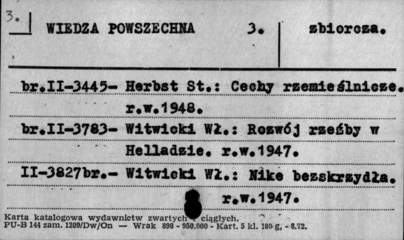 3.
WIEDZA POWSZECHNA 3. zbiorcza.
br.II-3445- Herbst St.: Cechy rzemieślnicze.
r.w.1948.
br.II-3783- Witwicki Wł.: Rozwój rzeźby w
Helladzie. r.w.1947.
II-3827br.- Witwicki Wł.: Nike bezskrzydła.
r.w.1947.
Karta katalogowa wydawnictw zwartych i ciągłych.
PU-B 144 zam. 1209/Dw/On — Wrak 898 - 950.000 - Kart. 5 kl. 180 g, - 8.72.